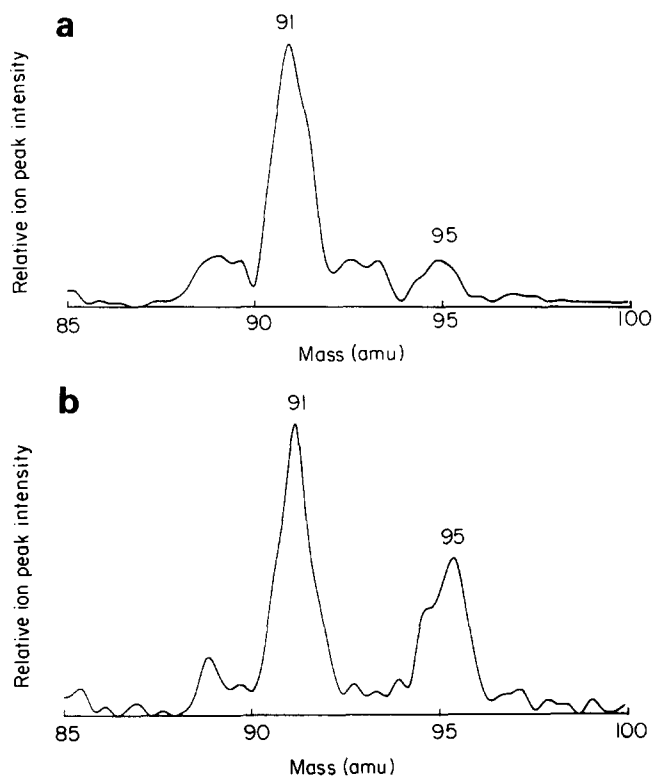 a
91
95
Relative ion peak intensity
85 90 95 100
Mass (amu)
b
91
95
Relative ion peak intensity
85 90 95 100
Mass (amu)